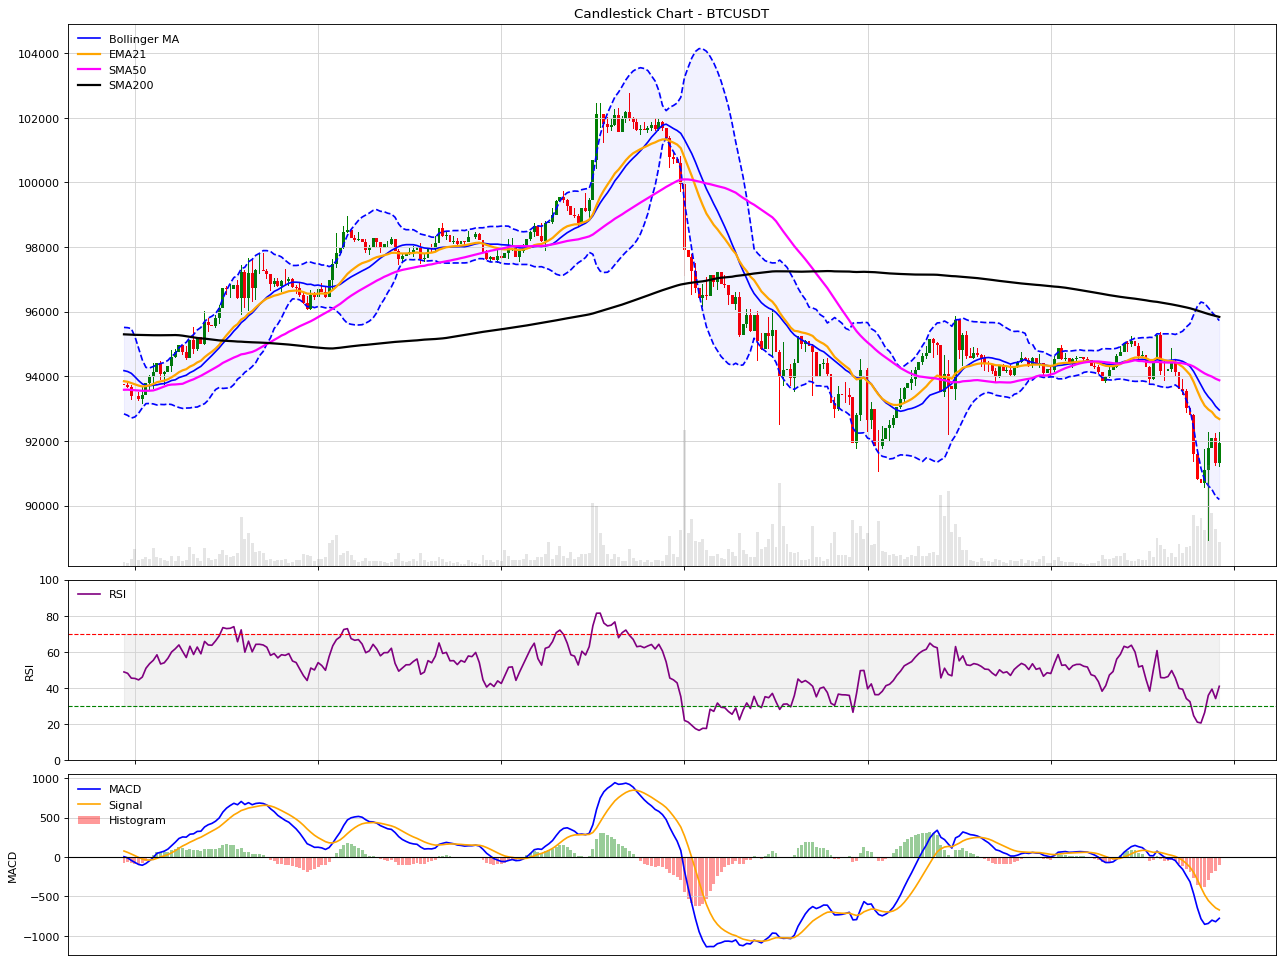 Candlestick Chart - BTCUSDT
Bollinger MA
EMA21
SMA50
SMA200
104000
102000
100000
98000
96000
94000
92000
90000
RSI
100
80
60
40
20
0
RSI
MACD
Signal
Histogram
1000
500
0
−500
−1000
MACD